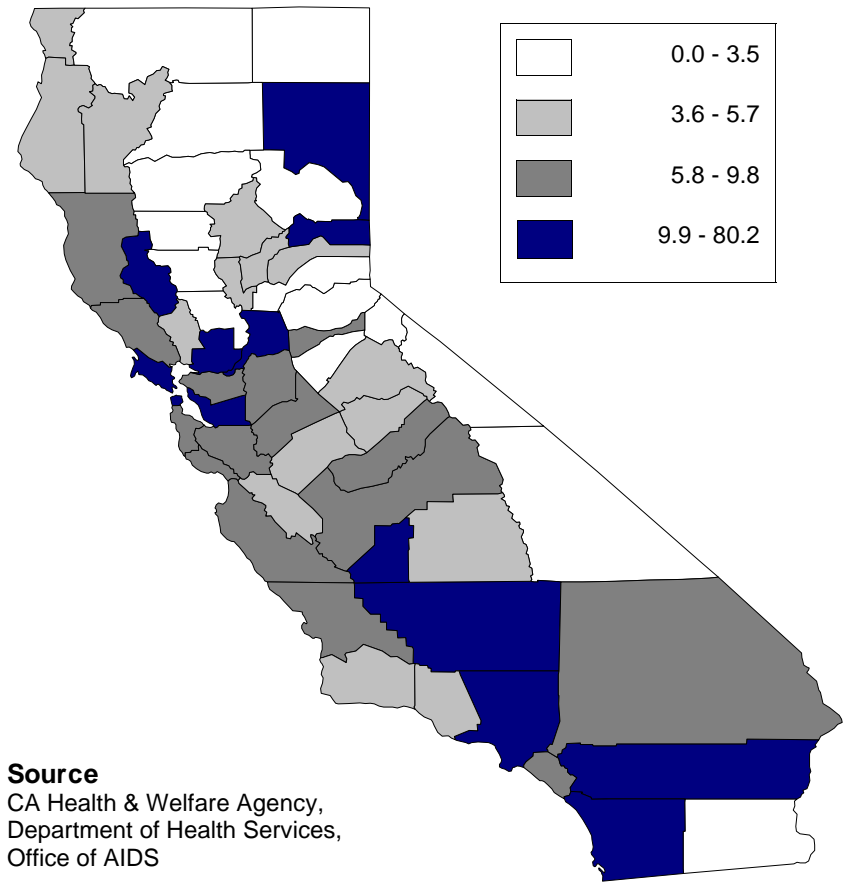 0.0 - 3.5
3.6 - 5.7
5.8 - 9.8
9.9 - 80.2
Source
CA Health & Welfare Agency,
Department of Health Services,
Office of AIDS